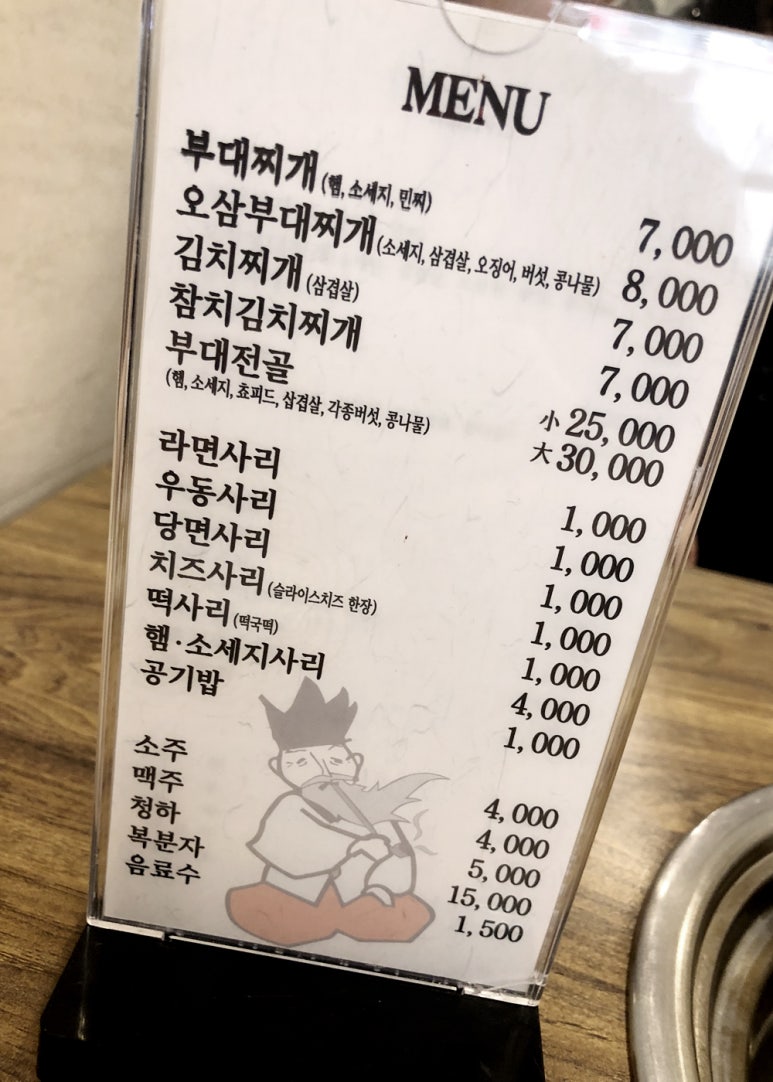 MENU
부대찌개 (햄, 소세지, 민찌) 7,000
오삼부대찌개 (소세지, 삼겹살, 오징어, 버섯, 콩나물) 8,000
김치찌개 (삼겹살) 7,000
참치김치찌개 7,000
부대전골 小 25,000
(햄, 소세지, 쵸피드, 삽겹살, 각종버섯, 콩나물) 大 30,000
라면사리 1,000
우동사리 1,000
당면사리 1,000
치즈사리 (슬라이스치즈 한장) 1,000
떡사리 (떡국떡) 1,000
햄·소세지사리 4,000
공기밥 1,000
소주 4,000
맥주 4,000
청하 5,000
복분자 15,000
음료수 1,500